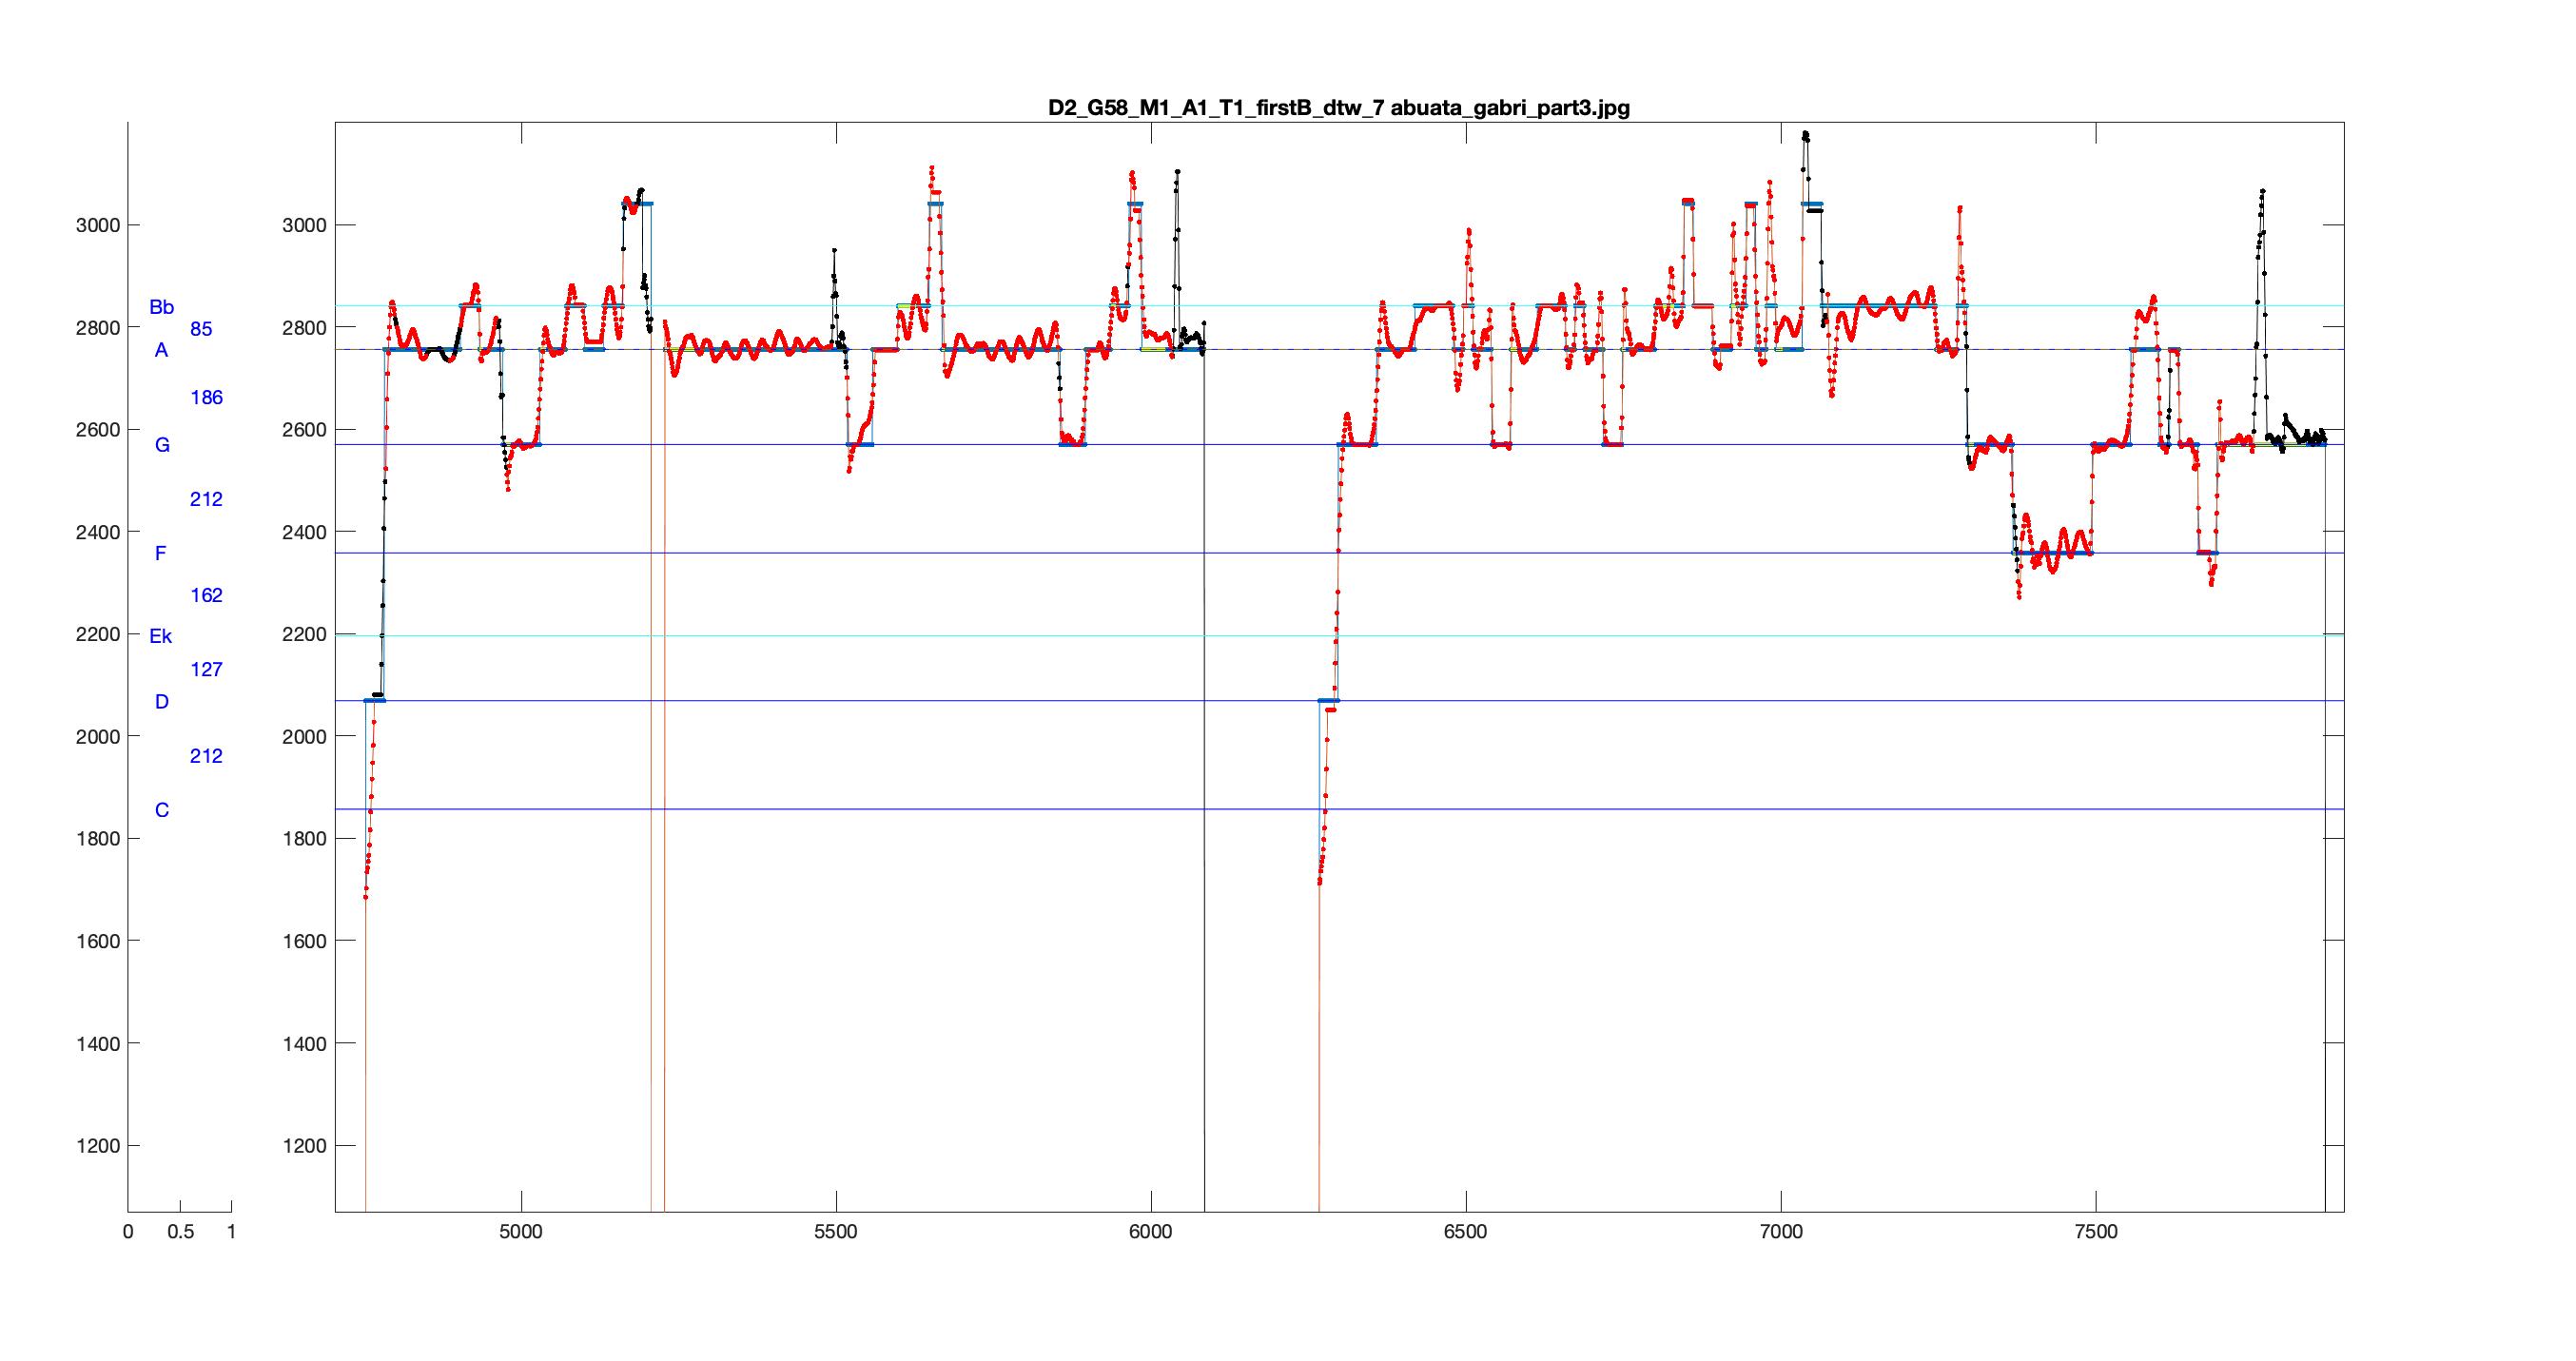 D2_G58_M1_A1_T1_firstB_dtw_7 abuata_gabri_part3.jpg
3000 3000
Bb
85
2800 2800
A
186
2600 2600
G
212
2400 2400
F
162
2200 Ek 2200
127
D
2000 2000
212
C
1800 1800
1600 1600
1400 1400
1200 1200
0 0.5 1 5000 5500 6000 6500 7000 7500